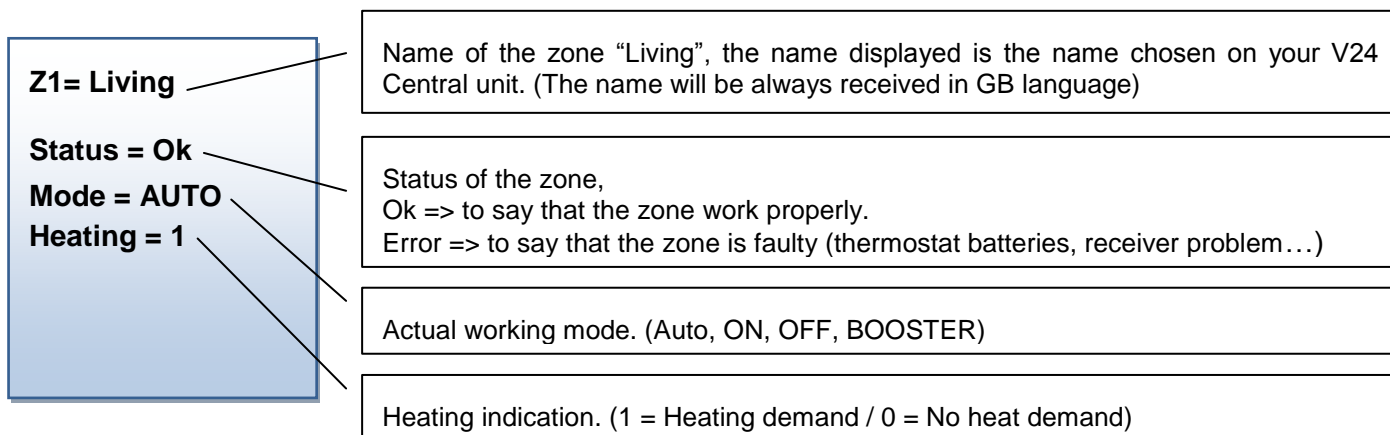 Z1= Living
Status = Ok
Mode = AUTO
Heating = 1
Name of the zone “Living”, the name displayed is the name chosen on your V24
Central unit. (The name will be always received in GB language)
Status of the zone,
Ok => to say that the zone work properly.
Error => to say that the zone is faulty (thermostat batteries, receiver problem…)
Actual working mode. (Auto, ON, OFF, BOOSTER)
Heating indication. (1 = Heating demand / 0 = No heat demand)